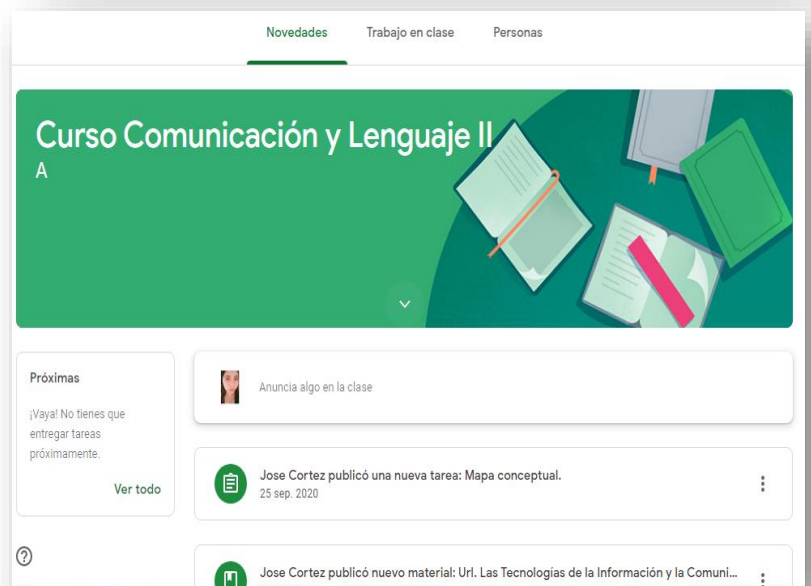 Novedades
Trabajo en clase
Personas
Curso Comunicación y Lenguaje II
A
Próximas
¡Vaya! No tienes que
entregar tareas
próximamente.
Ver todo
Anuncia algo en la clase
Jose Cortez publicó una nueva tarea: Mapa conceptual.
25 sep. 2020
Jose Cortez publicó nuevo material: Url. Las Tecnologías de la Información y la Comuni...